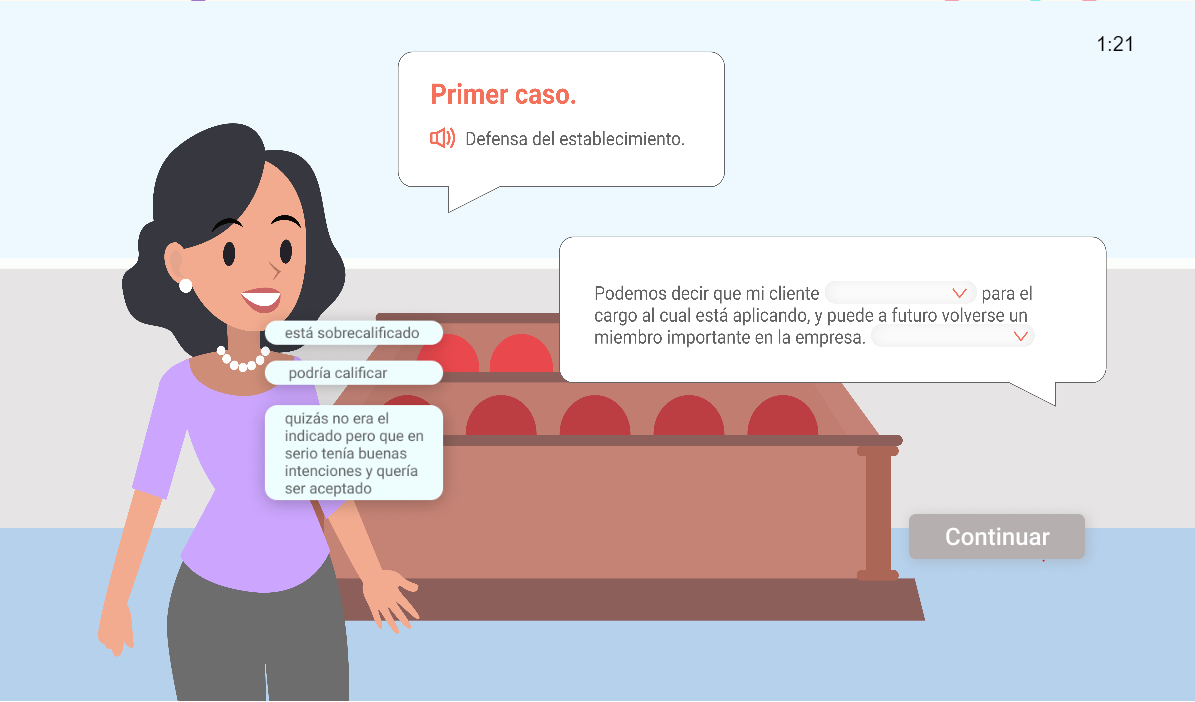 1:21
Primer caso.
Defensa del establecimiento.
Podemos decir que mi cliente para el
cargo al cual está aplicando, y puede a futuro volverse un
miembro importante en la empresa.
está sobrecalificado
podría calificar
quizás no era el
indicado pero que en
serio tenía buenas
intenciones y quería
ser aceptado
Continuar